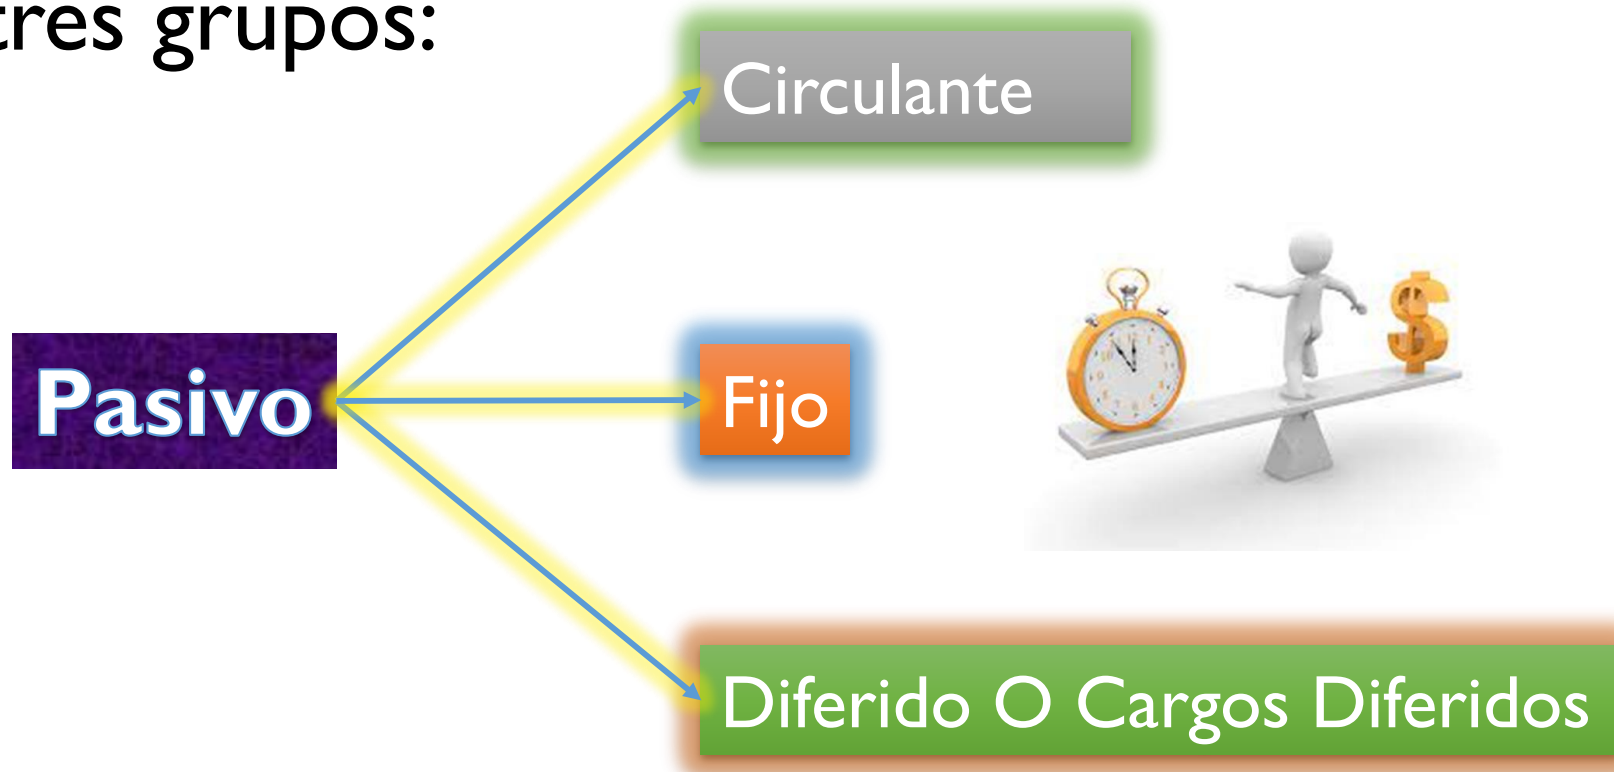 tres grupos:
Circulante
Pasivo
Fijo
Diferido O Cargos Diferidos